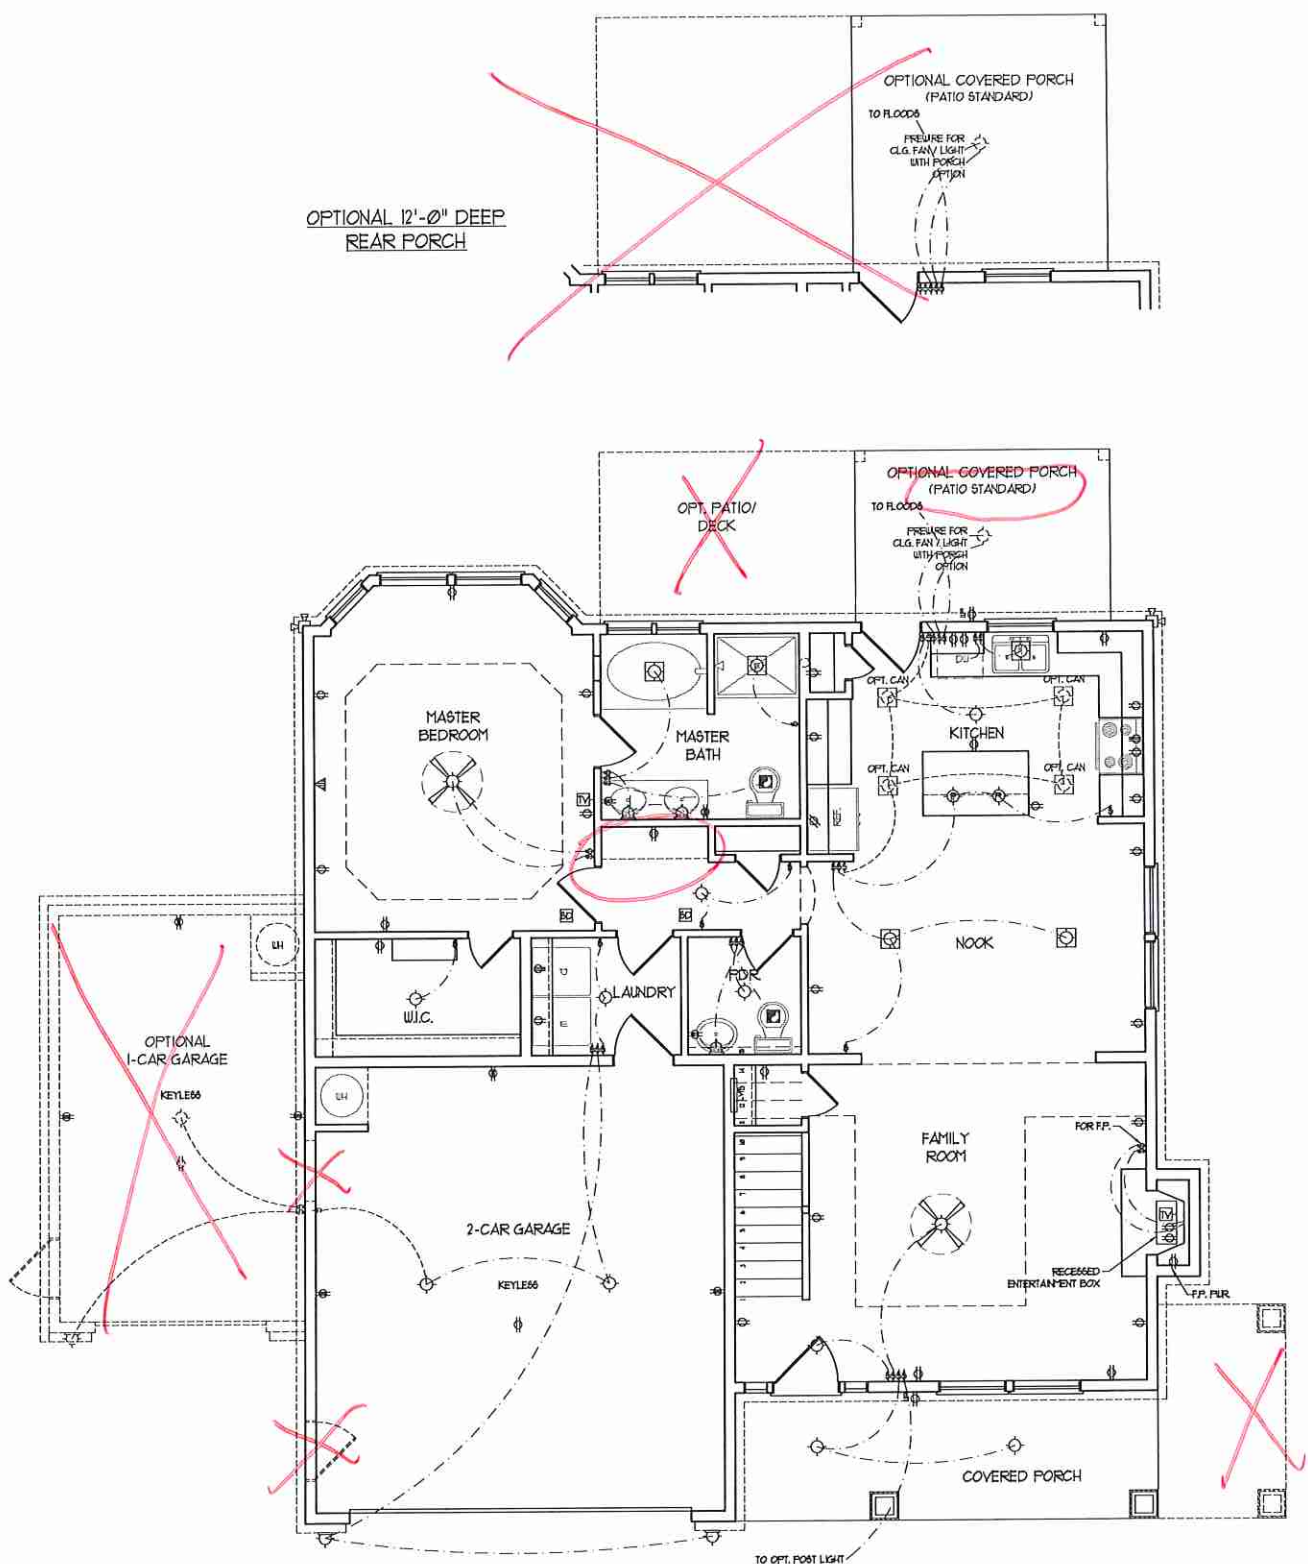 OPTIONAL COVERED PORCH
(PATIO STANDARD)
TO FLOODS
PREWIRE FOR
CLG. FAN / LIGHT
WITH PORCH
OPTION
OPTIONAL 12'-0" DEEP
REAR PORCH
OPTIONAL COVERED PORCH
(PATIO STANDARD)
TO FLOODS
OPT. PATIO/
DECK
PREWIRE FOR
CLG. FAN / LIGHT
WITH PORCH
OPTION
DW
OPT. CAN
OPT. CAN
MASTER
BEDROOM
MASTER
BATH
KITCHEN
OPT. CAN
OPT. CAN
TV
REF.
SD
SD
WH
NOOK
PDR.
LAUNDRY
D
W
W.I.C.
OPTIONAL
1-CAR GARAGE
KEYLESS
WH
FOR F.P.
FAMILY
ROOM
TV
2-CAR GARAGE
KEYLESS
RECESSED
ENTERTAINMENT BOX
F.P. PWR
COVERED PORCH
TO OPT. POST LIGHT